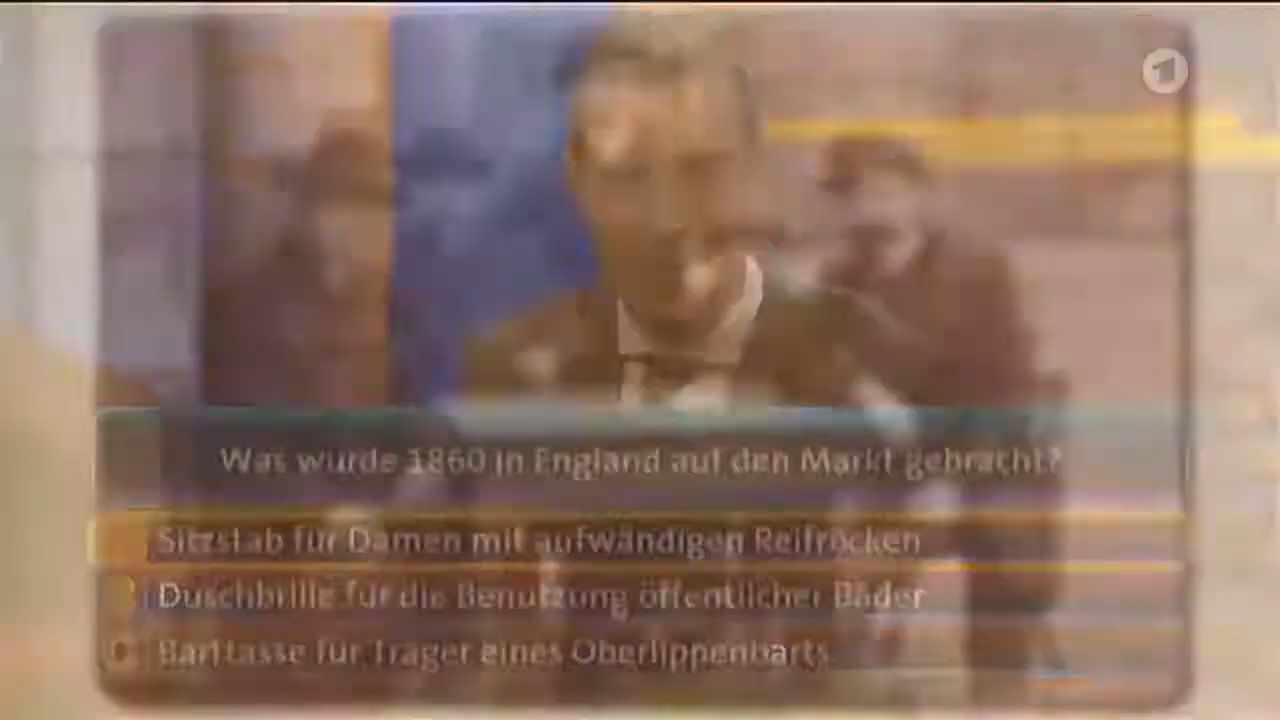 Was wurde 1860 in England auf den Markt gebracht?
Sitzstab für Damen mit aufwändigen Reifröcken
Duschbrille für die Benutzung öffentlicher Bäder
Barttasse für Träger eines Oberlippenbarts